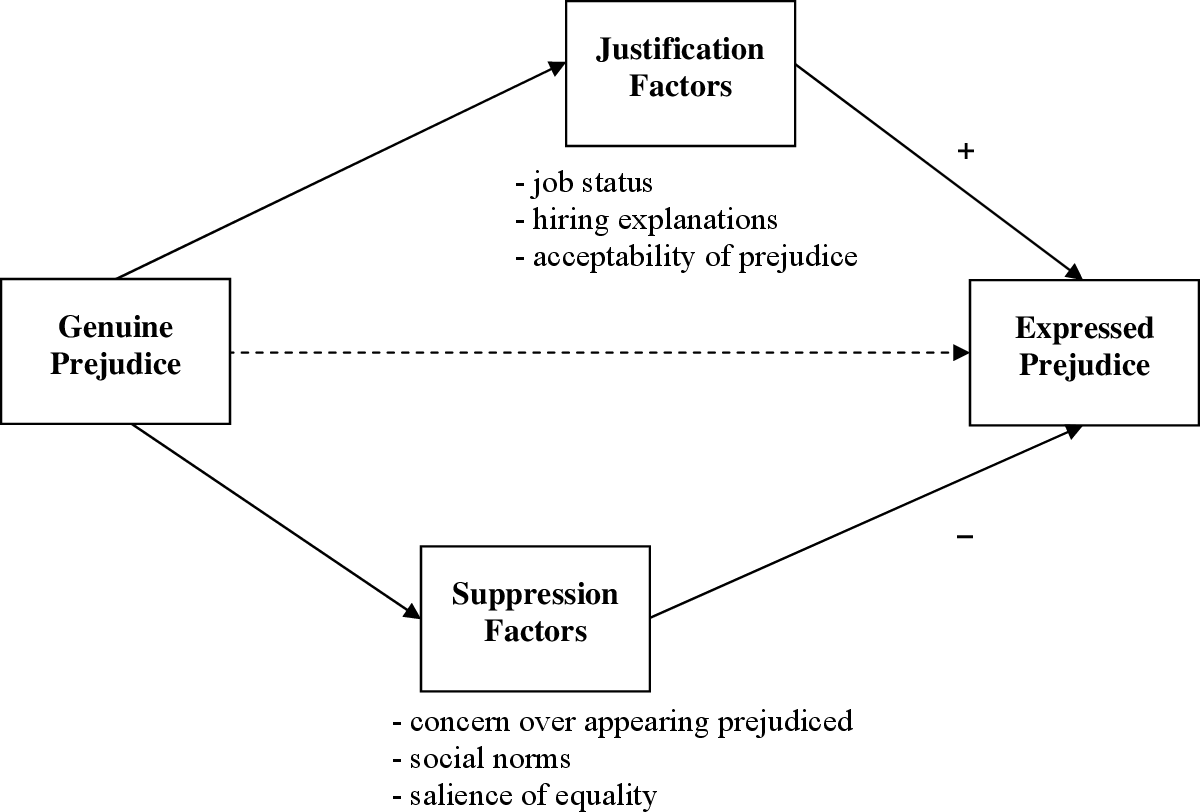 Justification
Factors
+
- job status
- hiring explanations
- acceptability of prejudice
Genuine
Prejudice
Expressed
Prejudice
–
Suppression
Factors
- concern over appearing prejudiced
- social norms
- salience of equality